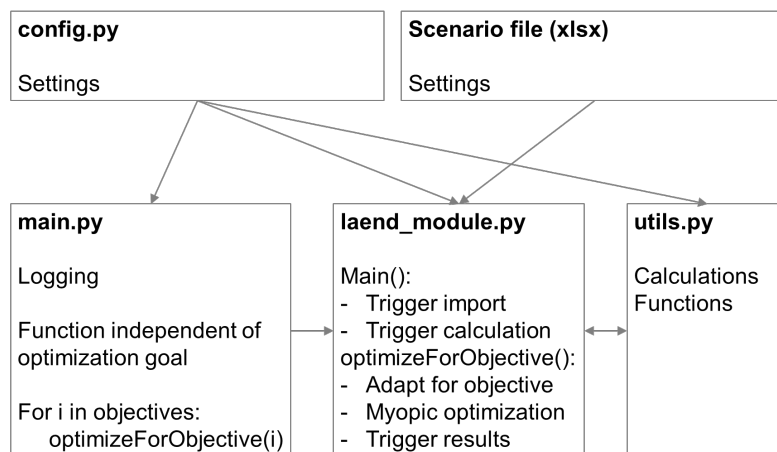 config.py
Settings
Scenario file (xlsx)
Settings
main.py
Logging
Function independent of
optimization goal
For i in objectives:
optimizeForObjective(i)
laend_module.py
Main():
- Trigger import
- Trigger calculation
optimizeForObjective():
- Adapt for objective
- Myopic optimization
- Trigger results
utils.py
Calculations
Functions